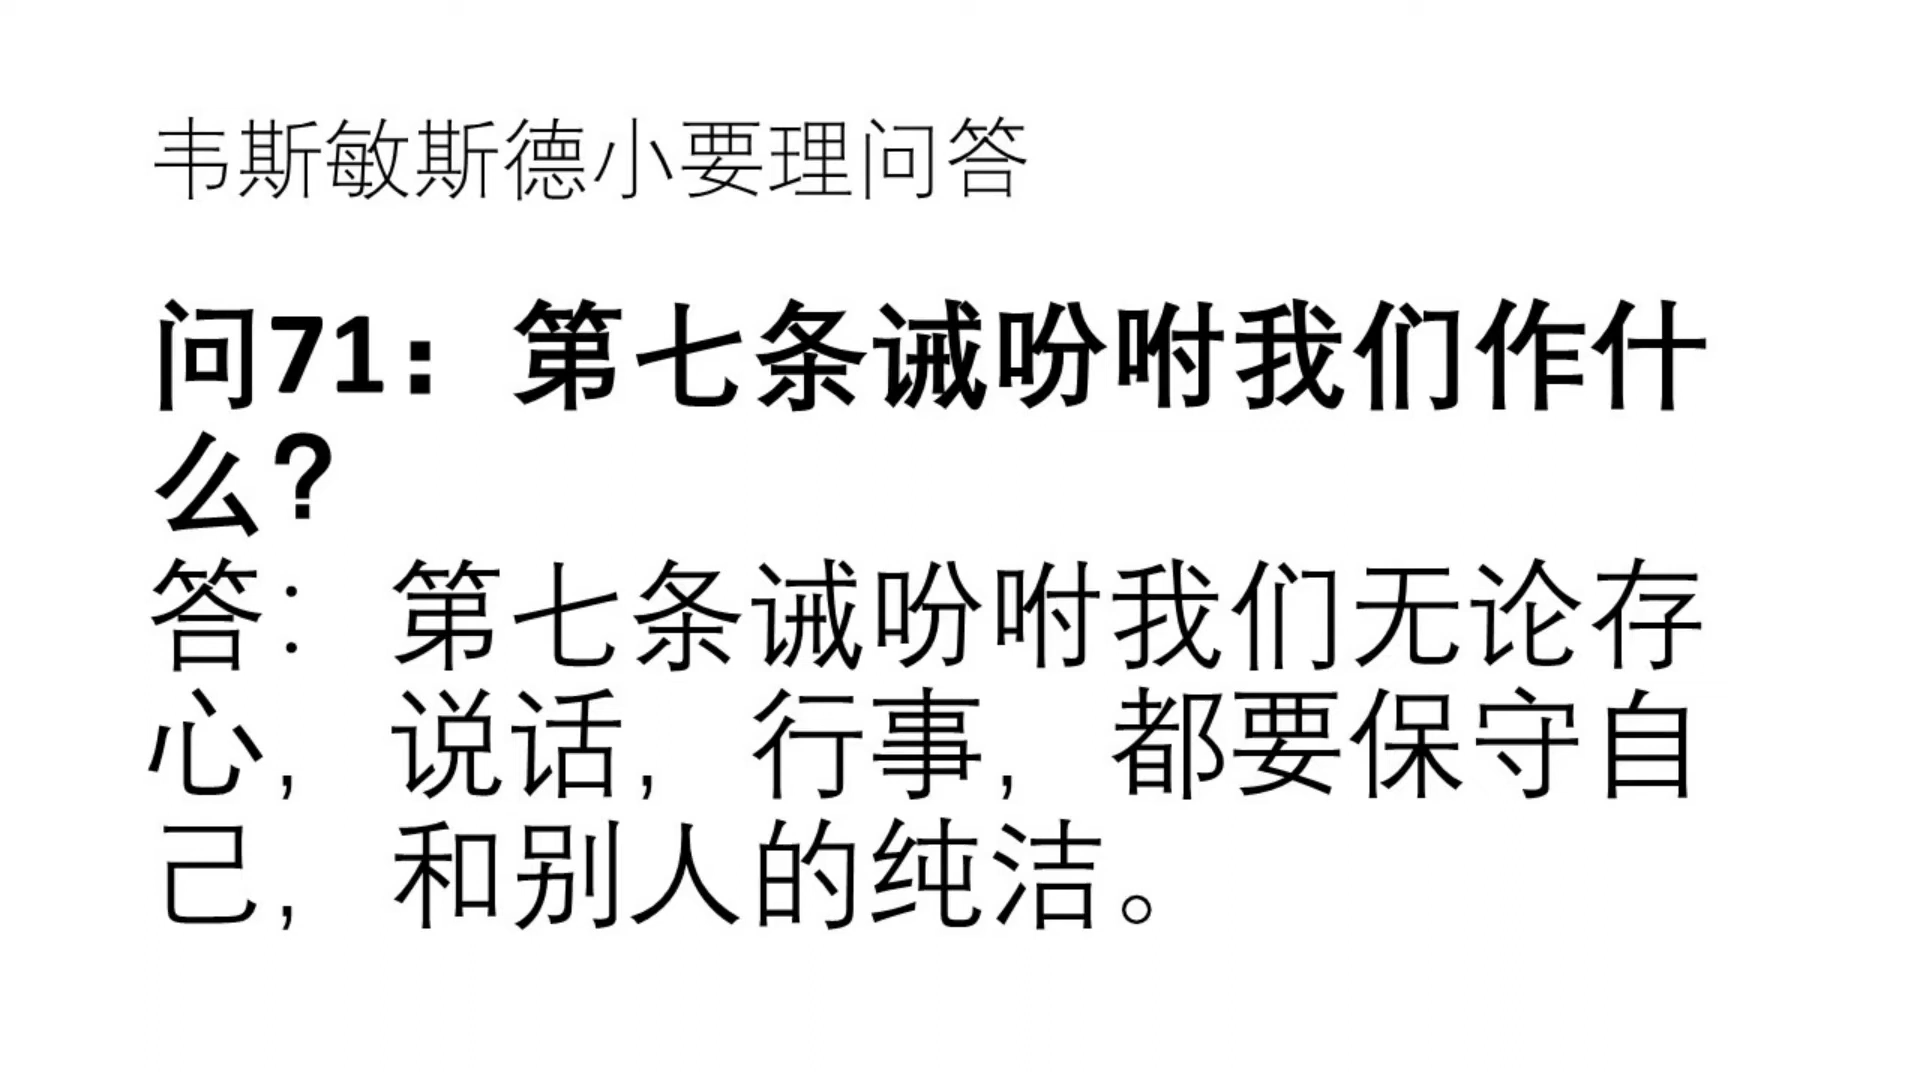 韦斯敏斯德小要理问答
问71：第七条诫吩咐我们作什
么？
答：第七条诫吩咐我们无论存
心，说话，行事，都要保守自
己，和别人的纯洁。